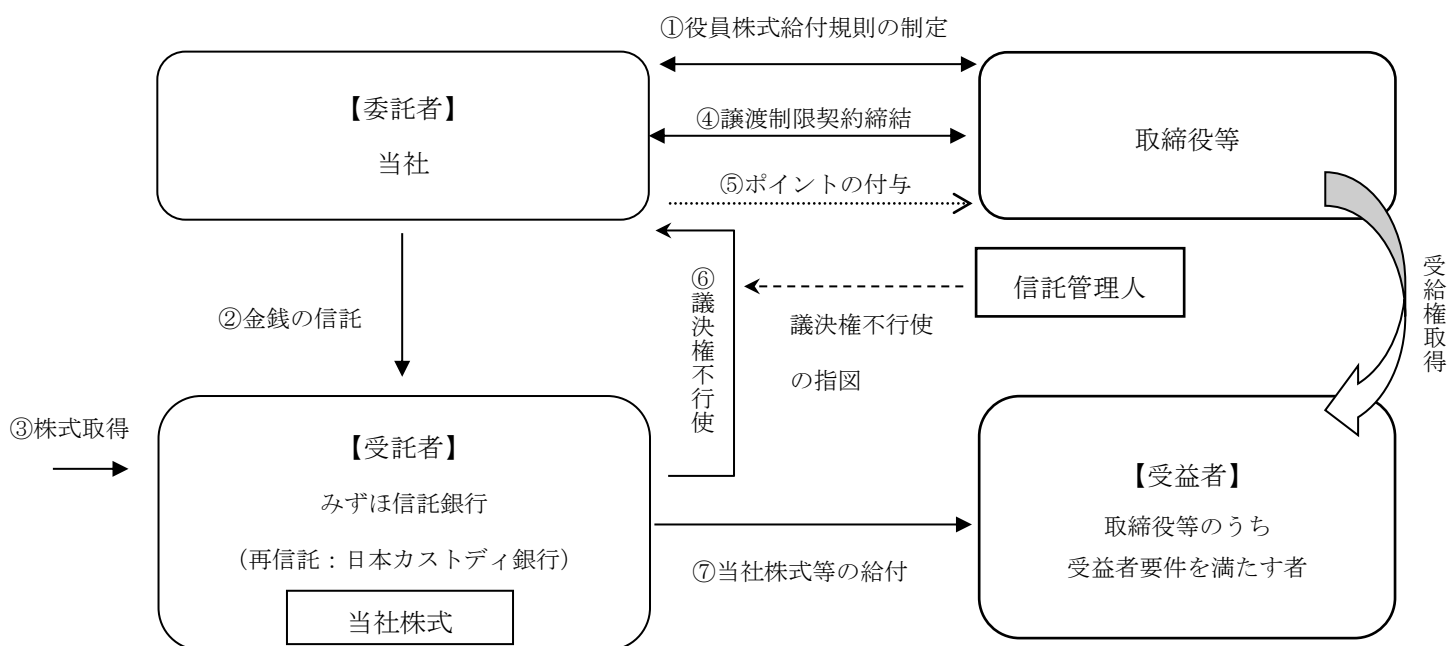 ①役員株式給付規則の制定
【委託者】
当社
④譲渡制限契約締結
取締役等
⑤ポイントの付与
②金銭の信託
⑥議決権不行使
信託管理人
議決権不行使
の指図
受給権取得
③株式取得
【受託者】
みずほ信託銀行
(再信託:日本カストディ銀行)
当社株式
⑦当社株式等の給付
【受益者】
取締役等のうち
受益者要件を満たす者